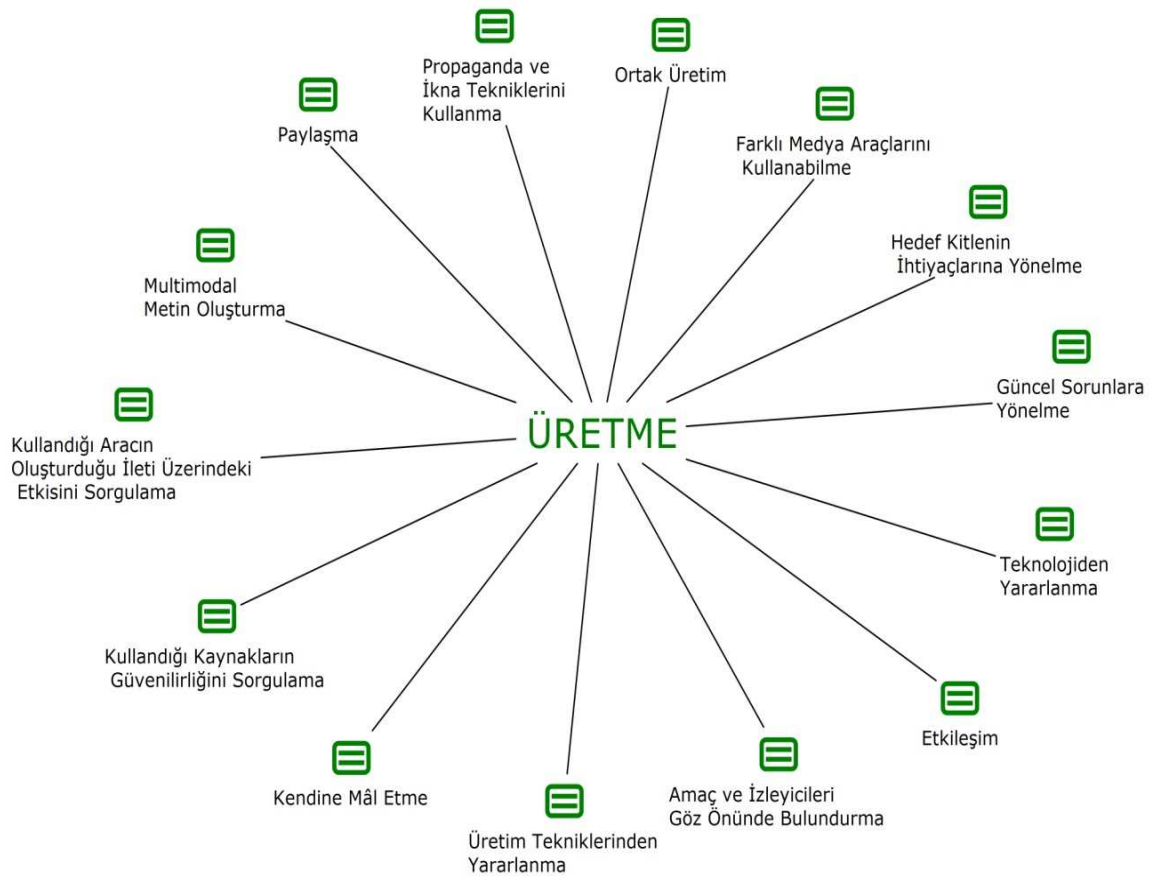 Propaganda ve
İkna Tekniklerini
Kullanma
Ortak Üretim
Paylaşma
Farklı Medya Araçlarını
Kullanabilme
Hedef Kitlenin
İhtiyaçlarına Yönelme
Multimodal
Metin Oluşturma
Güncel Sorunlara
Yönelme
ÜRETME
Kullandığı Aracın
Oluşturduğu İleti Üzerindeki
Etkisini Sorgulama
Teknolojiden
Yararlanma
Kullandığı Kaynakların
Güvenilirliğini Sorgulama
Etkileşim
Kendine Mâl Etme
Amaç ve İzleyicileri
Göz Önünde Bulundurma
Üretim Tekniklerinden
Yararlanma